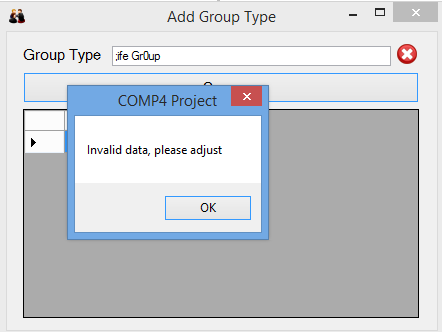 Add Group Type
Group Type
;ife Gr0up
COMP4 Project
Invalid data, please adjust
OK